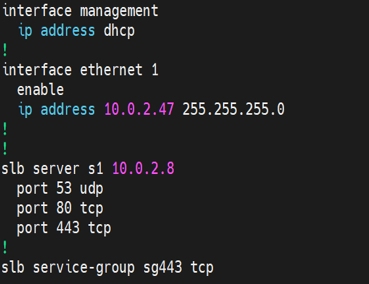 interface management
  ip address dhcp
!
interface ethernet 1
  enable
  ip address 10.0.2.47 255.255.255.0
!
!
slb server s1 10.0.2.8
  port 53 udp
  port 80 tcp
  port 443 tcp
!
slb service-group sg443 tcp